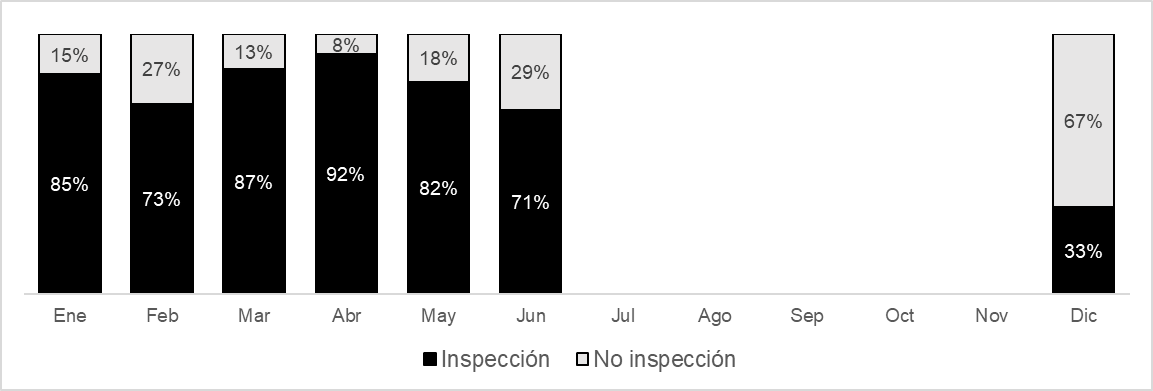 15% 27% 13% 8% 18% 29% 67%
85% 73% 87% 92% 82% 71% 33%
Ene Feb Mar Abr May Jun Jul Ago Sep Oct Nov Dic
Inspección No inspección